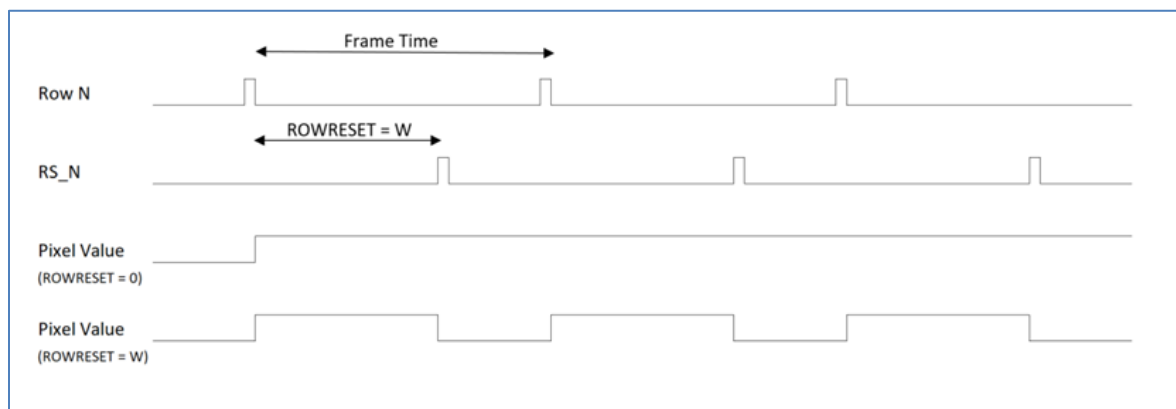 Frame Time
Row N
ROWRESET = W
RS_N
Pixel Value
(ROWRESET = 0)
Pixel Value
(ROWRESET = W)